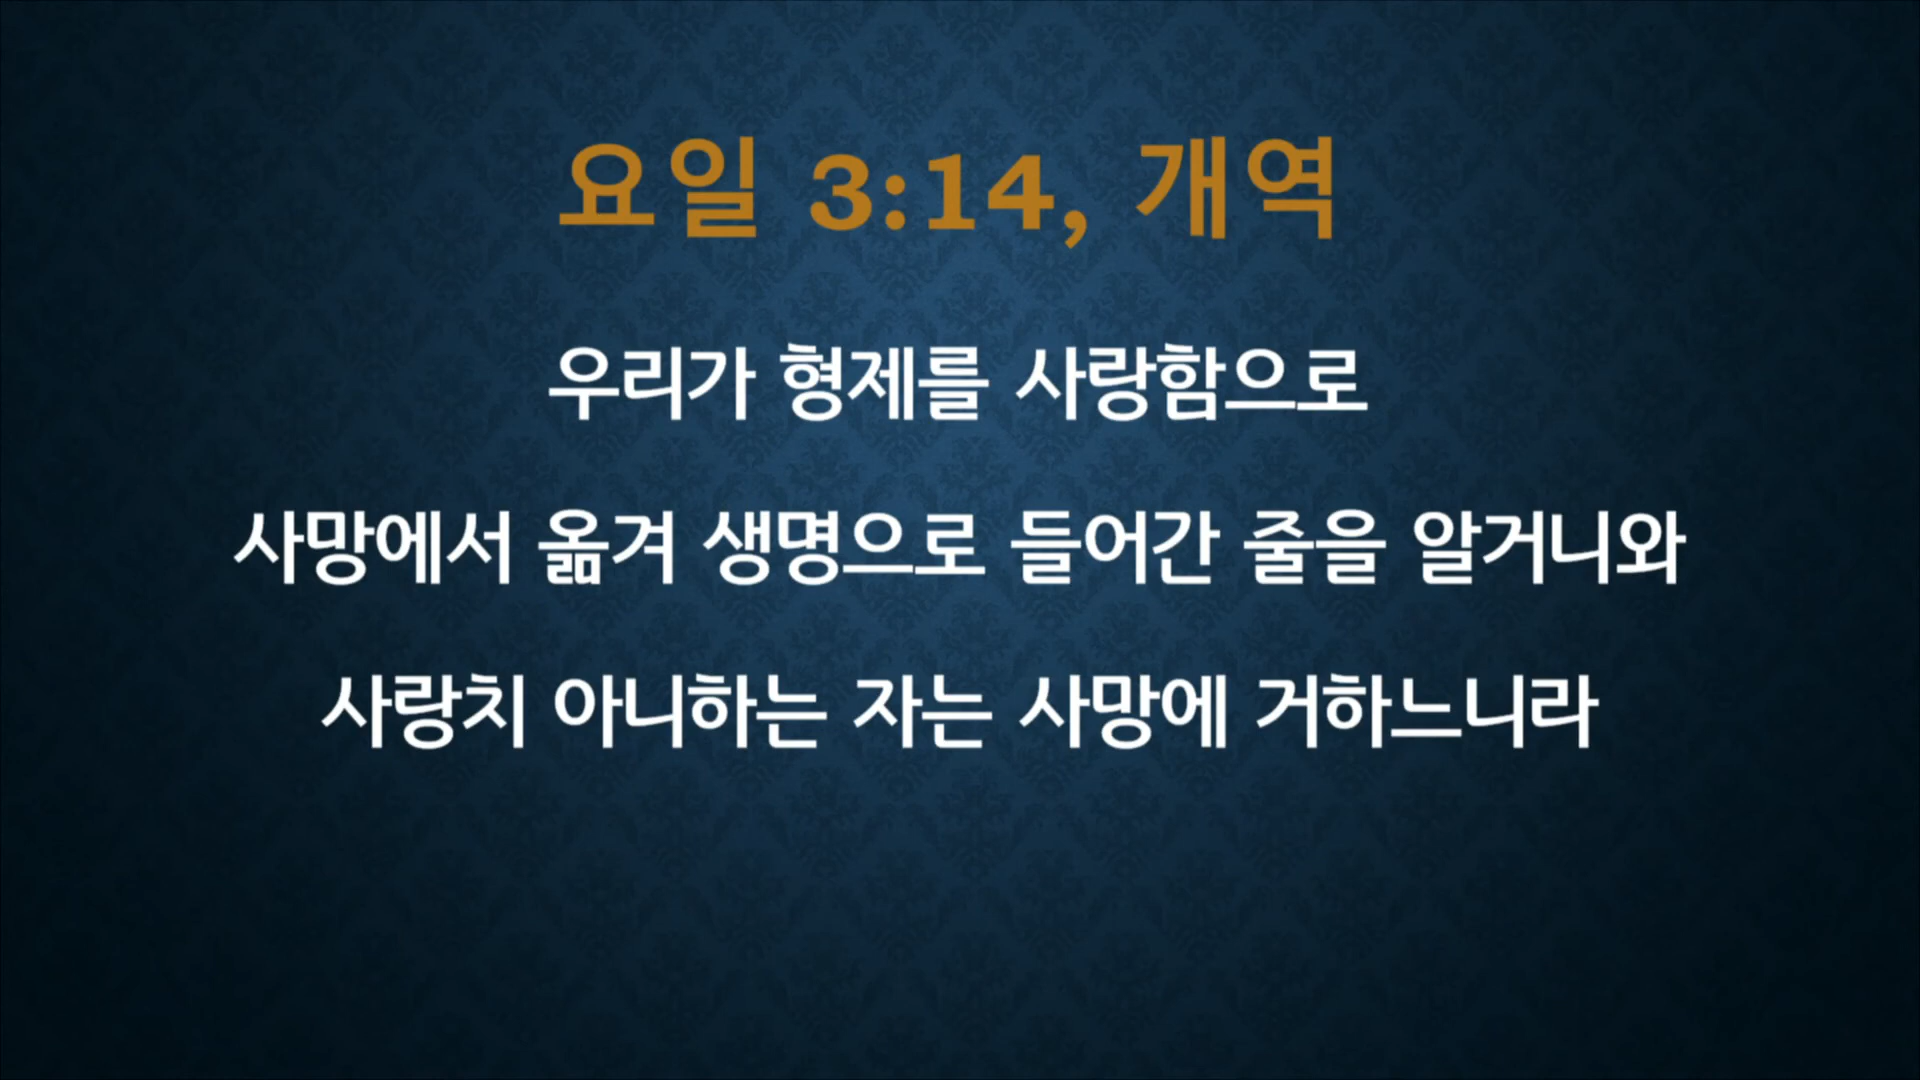 요일 3:14, 개역
우리가 형제를 사랑함으로
사망에서 옮겨 생명으로 들어간 줄을 알거니와
사랑치 아니하는 자는 사망에 거하느니라